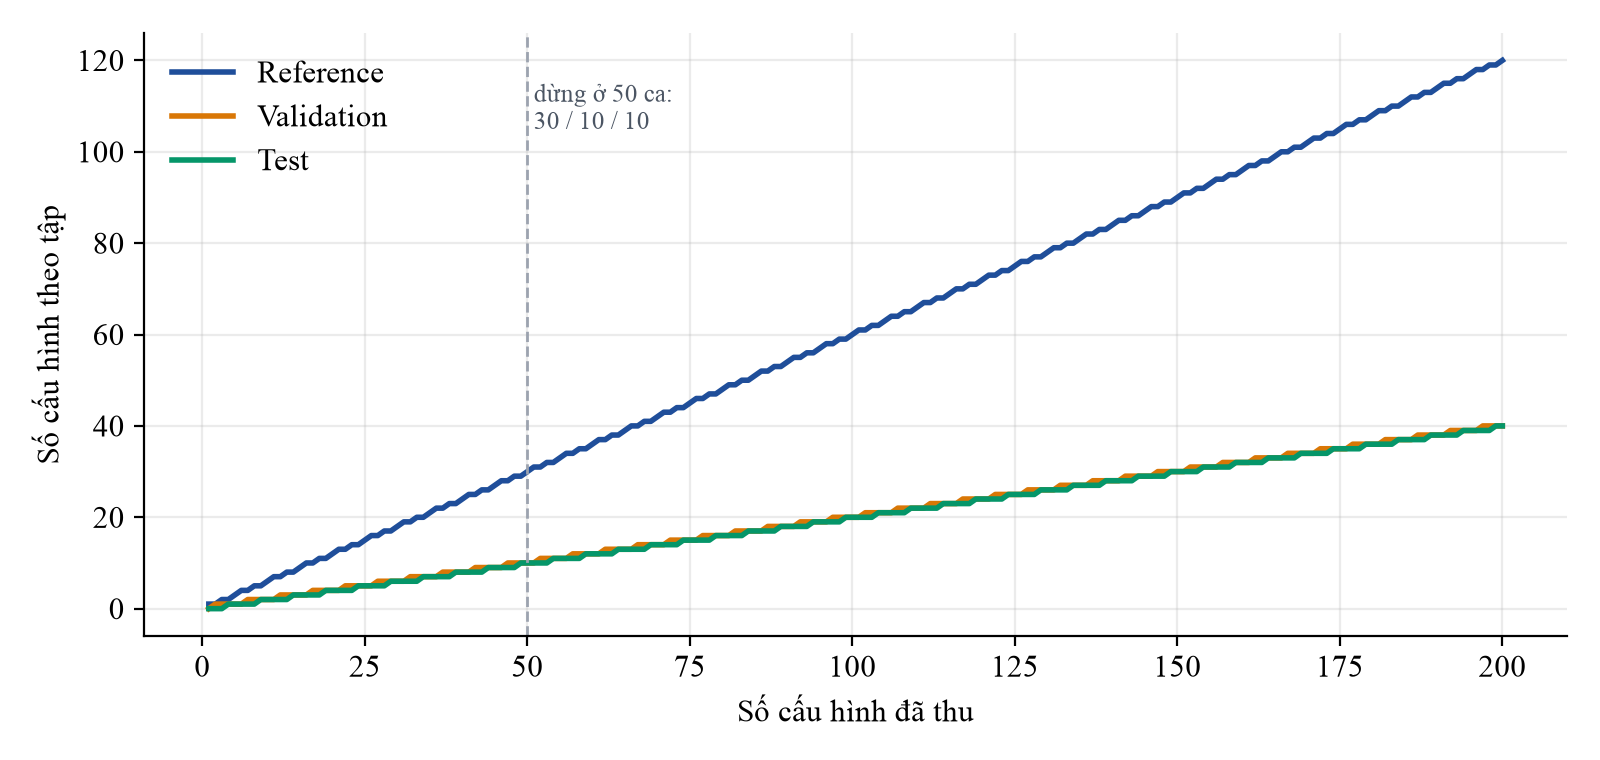 Reference
Validation
Test
dừng ở 50 ca:
30 / 10 / 10
Số cấu hình theo tập
120
100
80
60
40
20
0
0 25 50 75 100 125 150 175 200
Số cấu hình đã thu